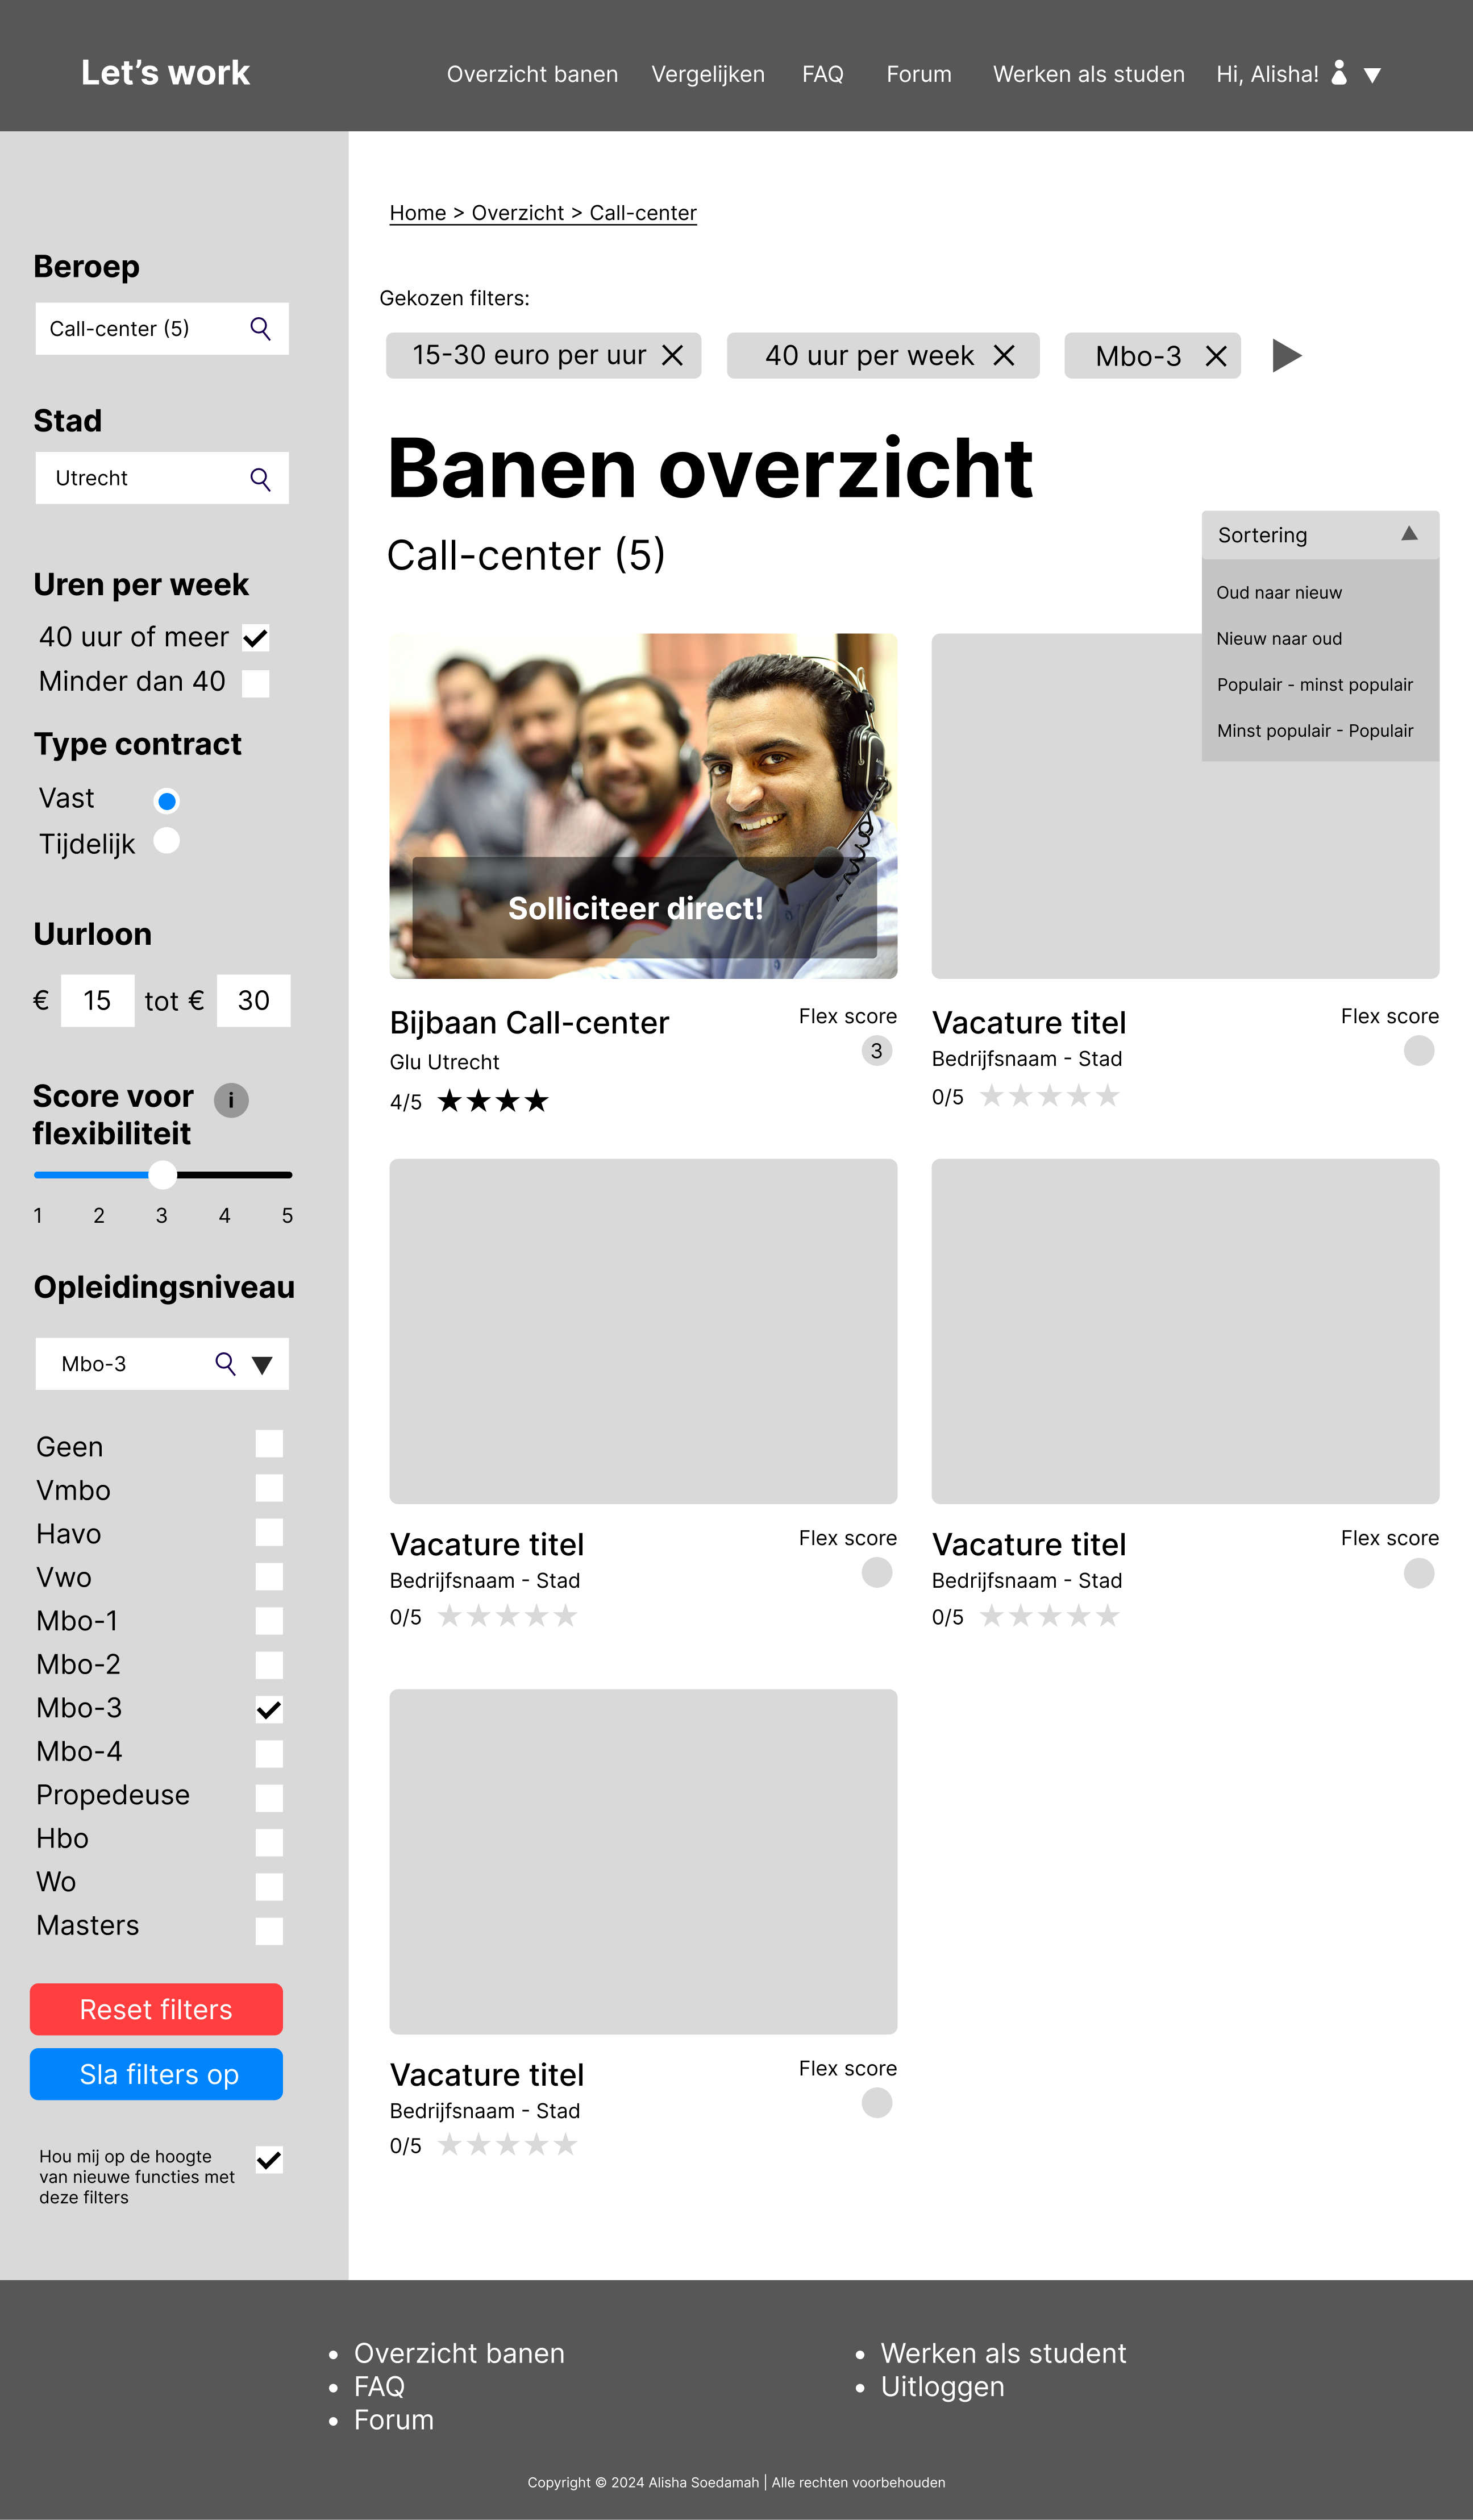 Let's work
Overzicht banen
Vergelijken
FAQ
Forum
Werken als studen
Hi, Alisha!
Beroep
Call-center (5)
Stad
Utrecht
Uren per week
40 uur of meer
Minder dan 40
Type contract
Vast
Tijdelijk
Uurloon
€ 15 tot € 30
Score voor
flexibiliteit
i
1 2 3 4 5
Opleidingsniveau
Mbo-3
Geen
Vmbo
Havo
Vwo
Mbo-1
Mbo-2
Mbo-3
Mbo-4
Propedeuse
Hbo
Wo
Masters
Reset filters
Sla filters op
Hou mij op de hoogte
van nieuwe functies met
deze filters
Home > Overzicht > Call-center
Gekozen filters:
15-30 euro per uur
40 uur per week
Mbo-3
Banen overzicht
Call-center (5)
Sortering
Oud naar nieuw
Nieuw naar oud
Populair - minst populair
Minst populair - Populair
Solliciteer direct!
Bijbaan Call-center
Flex score
Glu Utrecht
3
4/5
Vacature titel
Flex score
Bedrijfsnaam - Stad
0/5
Vacature titel
Flex score
Bedrijfsnaam - Stad
0/5
Vacature titel
Flex score
Bedrijfsnaam - Stad
0/5
Vacature titel
Flex score
Bedrijfsnaam - Stad
0/5
Overzicht banen
FAQ
Forum
Werken als student
Uitloggen
Copyright © 2024 Alisha Soedamah | Alle rechten voorbehouden